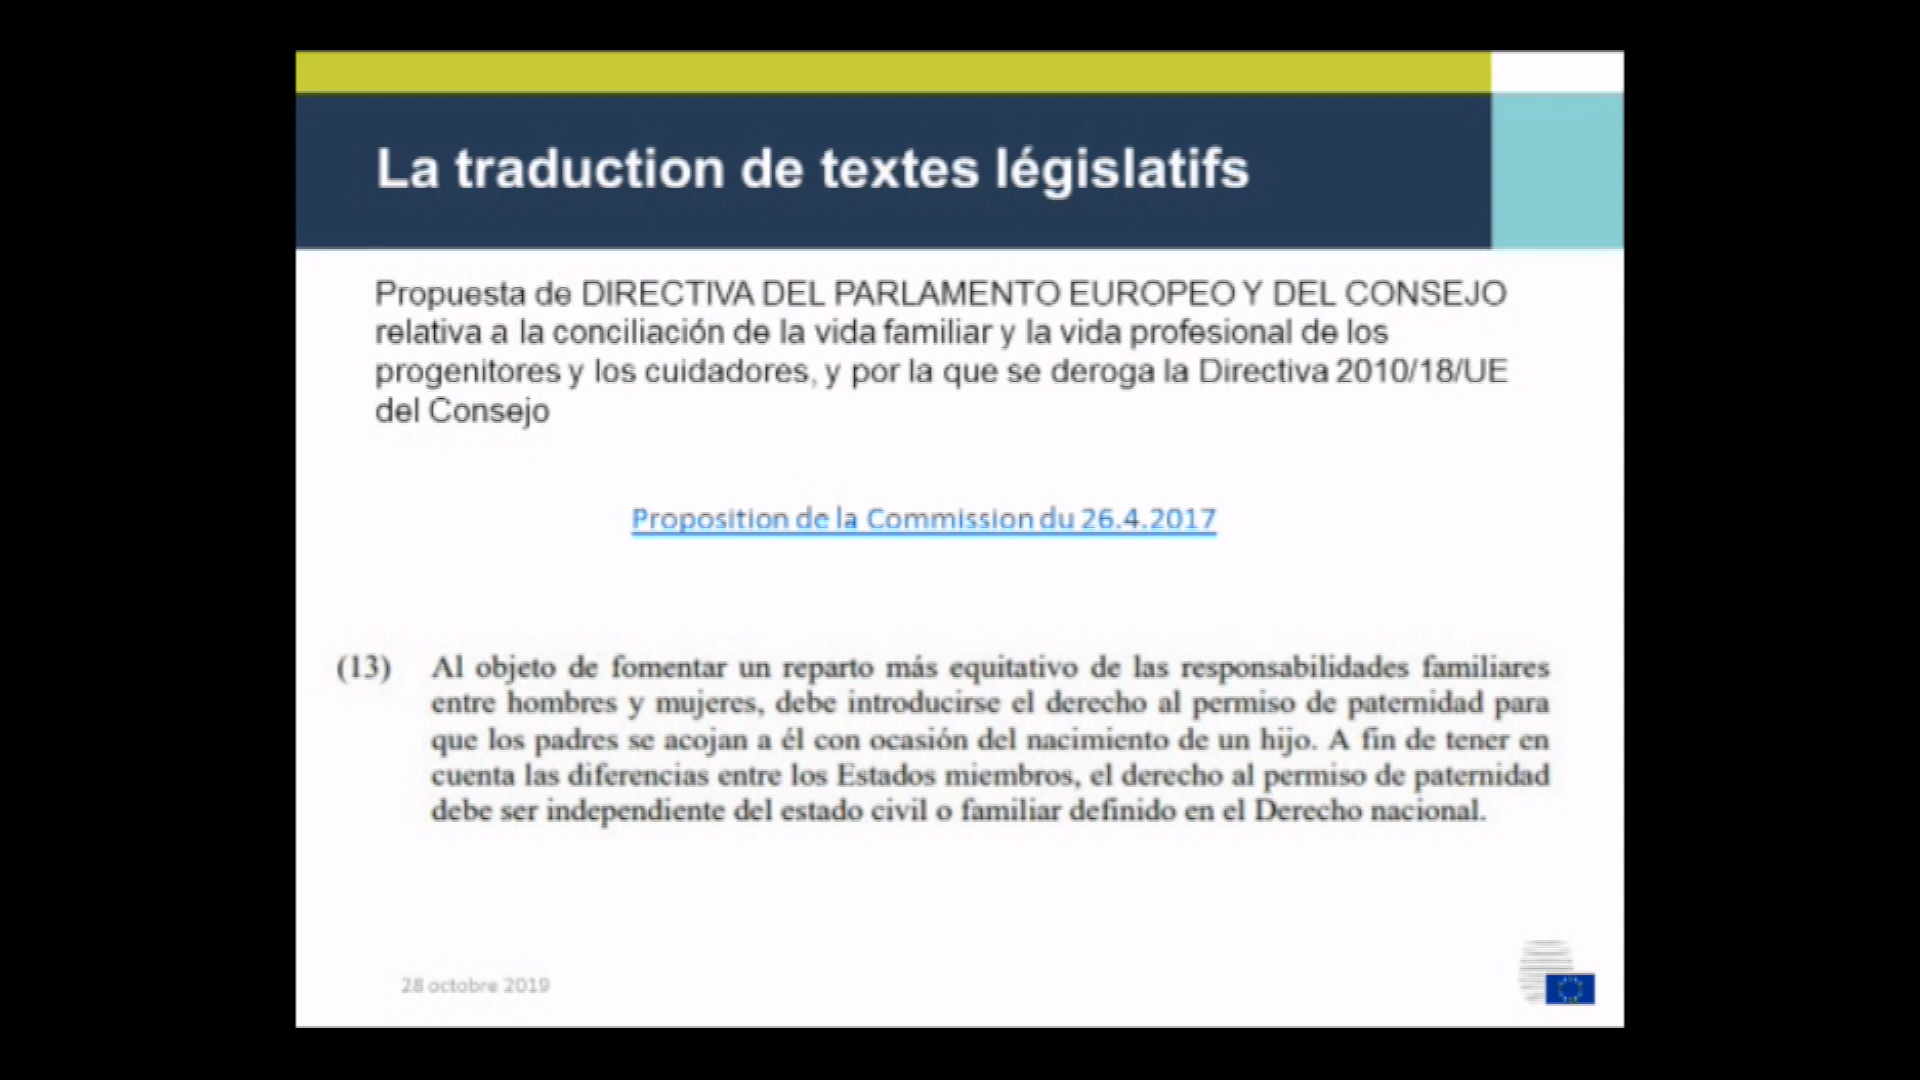 La traduction de textes législatifs
Propuesta de DIRECTIVA DEL PARLAMENTO EUROPEO Y DEL CONSEJO
relativa a la conciliación de la vida familiar y la vida profesional de los
progenitores y los cuidadores, y por la que se deroga la Directiva 2010/18/UE
del Consejo
Proposition de la Commission du 26.4.2017
(13) Al objeto de fomentar un reparto más equitativo de las responsabilidades familiares
entre hombres y mujeres, debe introducirse el derecho al permiso de paternidad para
que los padres se acojan a él con ocasión del nacimiento de un hijo. A fin de tener en
cuenta las diferencias entre los Estados miembros, el derecho al permiso de paternidad
debe ser independiente del estado civil o familiar definido en el Derecho nacional.
28 octobre 2019